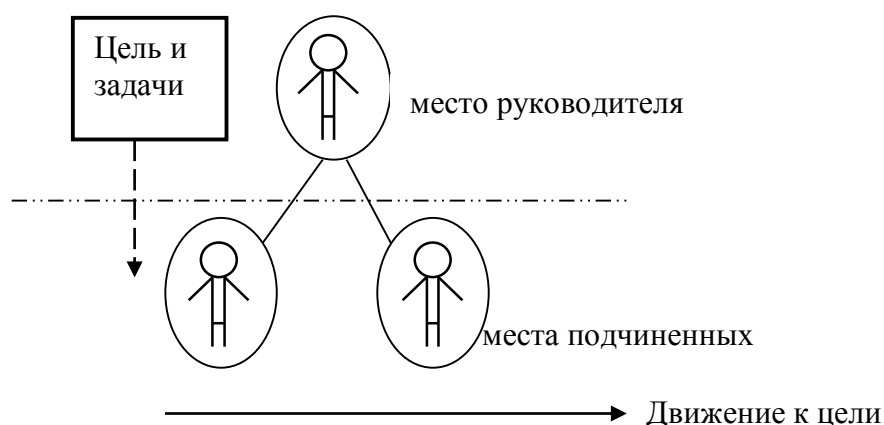 Цель и
задачи
место руководителя
места подчиненных
Движение к цели